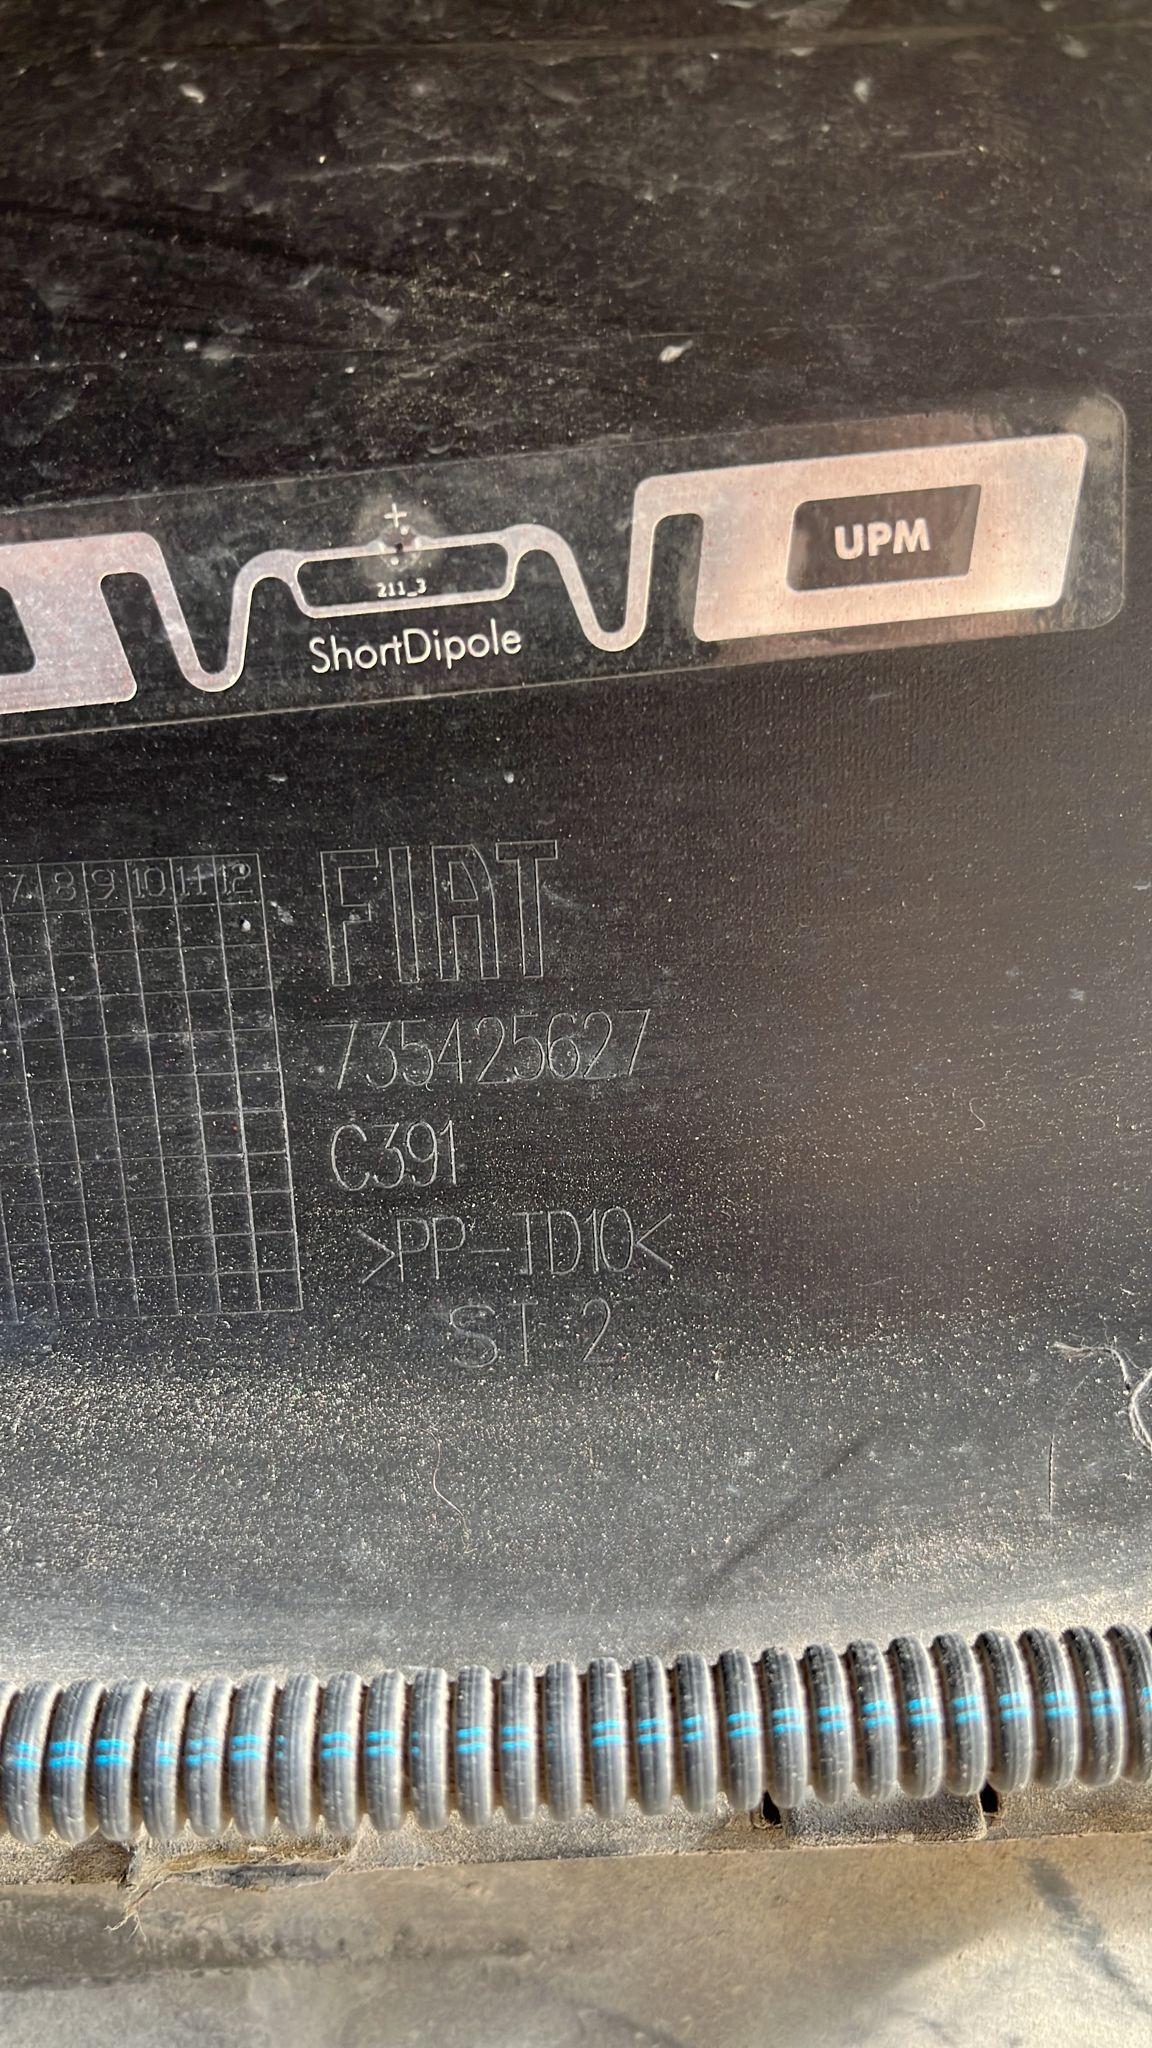 UPM
211_3
ShortDipole
7 8 9 10 11 12
FIAT
735425627
C391
>PP-TD10<
ST 2